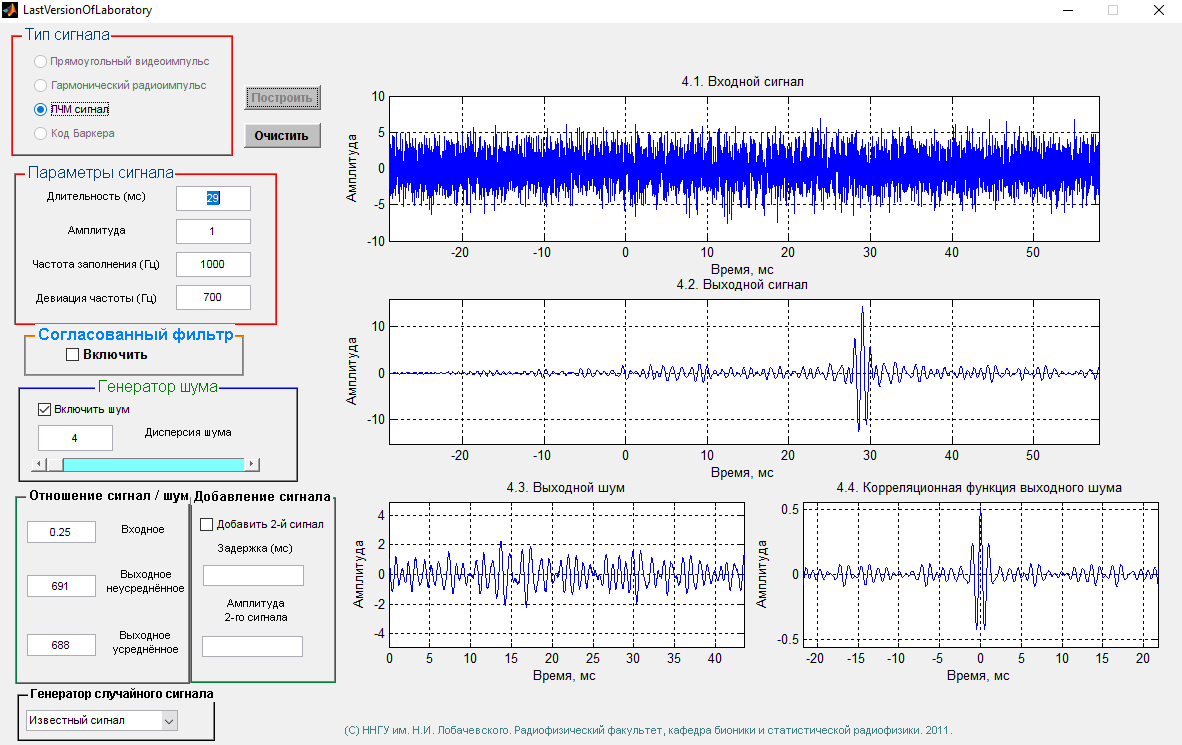 LastVersionOfLaboratory
Тип сигнала
Прямоугольный видеоимпульс
Гармонический радиоимпульс
ЛЧМ сигнал
Код Баркера
Построить
Очистить
Параметры сигнала
Длительность (мс)
29
Амплитуда
1
Частота заполнения (Гц)
1000
Девиация частоты (Гц)
700
Согласованный фильтр
Включить
Генератор шума
Включить шум
4
Дисперсия шума
Отношение сигнал / шум
0.25
Входное
691
Выходное
неусреднённое
688
Выходное
усреднённое
Добавление сигнала
Добавить 2-й сигнал
Задержка (мс)
Амплитуда
2-го сигнала
Генератор случайного сигнала
Известный сигнал
4.1. Входной сигнал
Амплитуда
10
5
0
-5
-10
-20 -10 0 10 20 30 40 50
Время, мс
4.2. Выходной сигнал
Амплитуда
10
0
-10
-20 -10 0 10 20 30 40 50
Время, мс
4.3. Выходной шум
Амплитуда
4
2
0
-2
-4
0 5 10 15 20 25 30 35 40
Время, мс
4.4. Корреляционная функция выходного шума
Амплитуда
0.5
0
-0.5
-20 -15 -10 -5 0 5 10 15 20
Время, мс
(С) ННГУ им. Н.И. Лобачевского. Радиофизический факультет, кафедра бионики и статистической радиофизики. 2011.